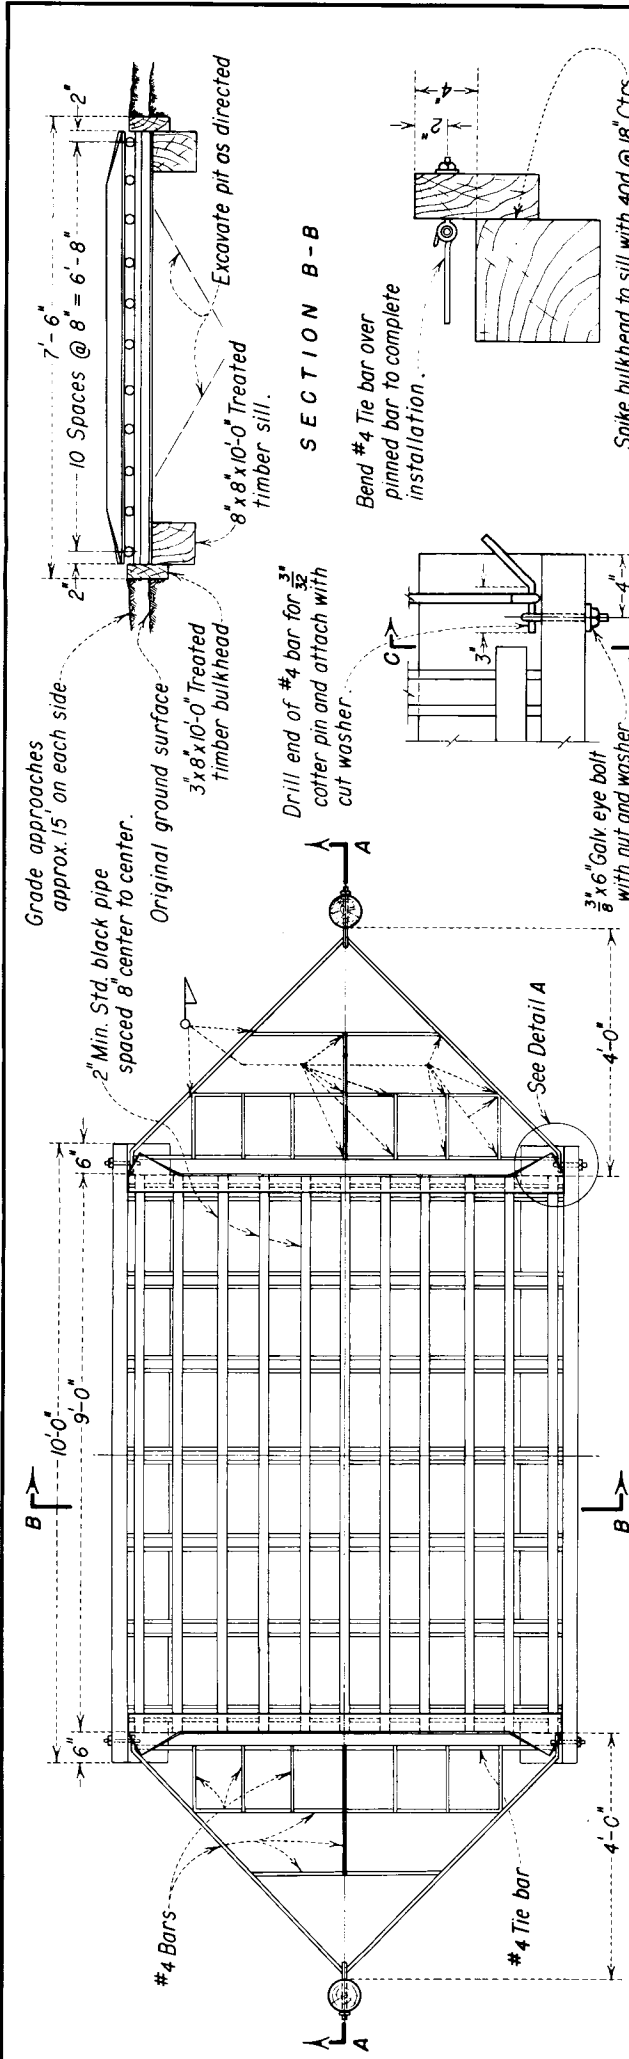 Grade approaches
approx. 15' on each side
Original ground surface
3"x8"x10'-0" Treated
timber bulkhead
2"
7'-6"
10 Spaces @ 8" = 6'-8"
2"
8"x8"x10'-0" Treated
timber sill.
Excavate pit as directed
SECTION B-B
2" Min. Std. black pipe
spaced 8" center to center.
Drill end of #4 bar for 3/32"
cotter pin and attach with
cut washer.
Bend #4 Tie bar over
pinned bar to complete
installation.
2"
4"
Spike bulkhead to sill with 40d @ 18" Ctrs.
C
3"
4"
3/8"x6" Galv. eye bolt
with nut and washer
B
10'-0"
9'-0"
6"
6"
#4 Bars
A
A
#4 Tie bar
4'-0"
4'-0"
See Detail A
B